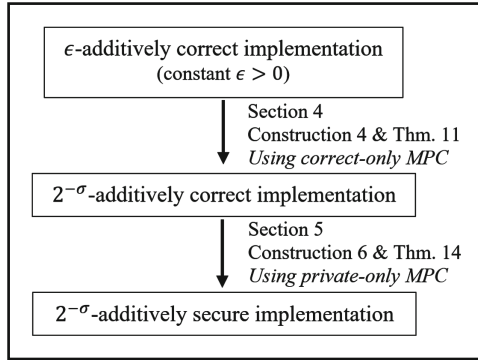 ϵ-additively correct implementation
(constant ϵ > 0)
Section 4
Construction 4 & Thm. 11
Using correct-only MPC
2^{-σ}-additively correct implementation
Section 5
Construction 6 & Thm. 14
Using private-only MPC
2^{-σ}-additively secure implementation